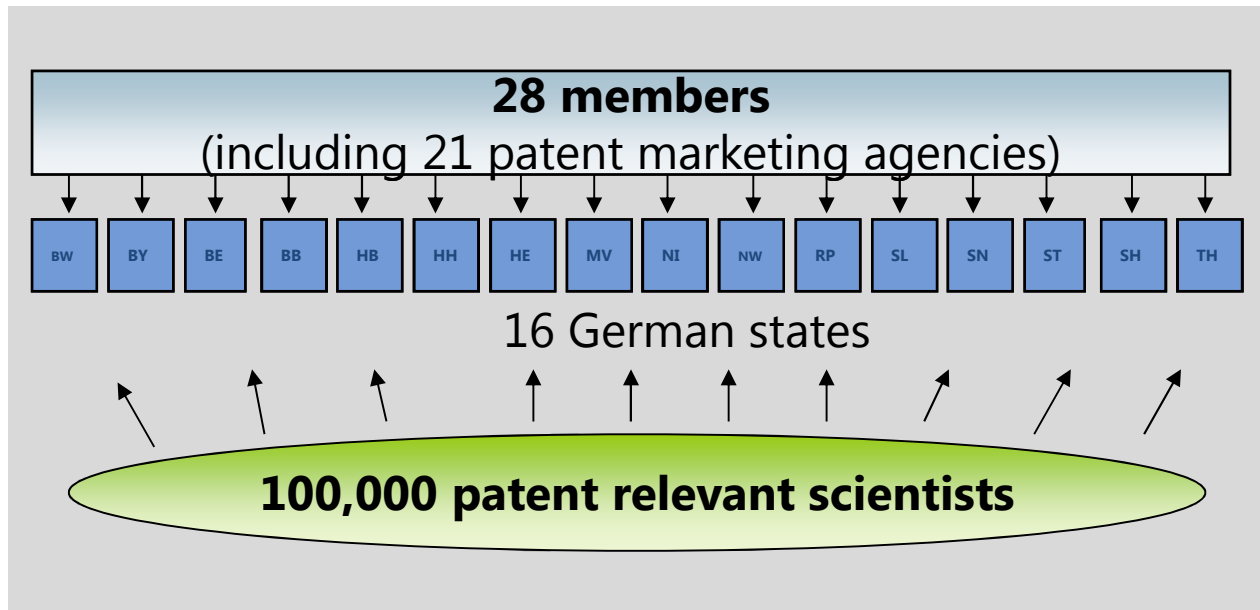 28 members
(including 21 patent marketing agencies)
BW BY BE BB HB HH HE MV NI NW RP SL SN ST SH TH
16 German states
100,000 patent relevant scientists